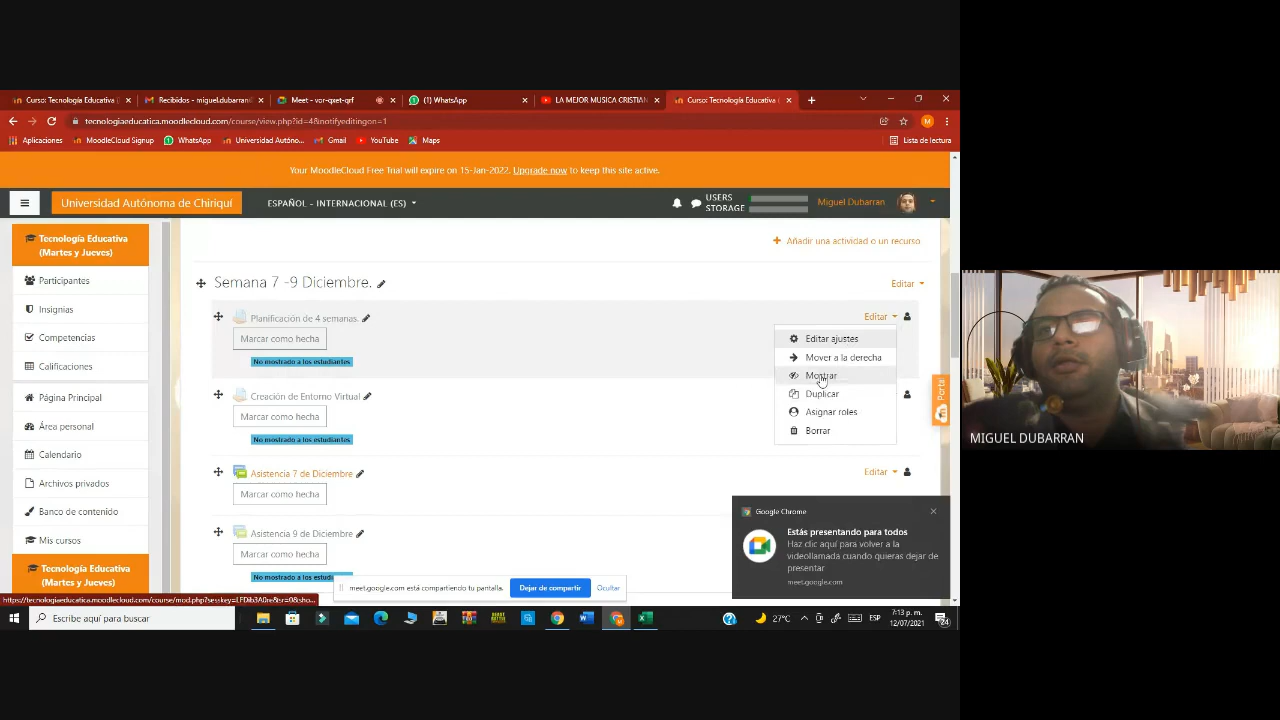 Curso: Tecnología Educativa (
Recibidos - miguel.dubarran
Meet - vor-qxet-qrf
(1) WhatsApp
LA MEJOR MUSICA CRISTIAN
Curso: Tecnología Educativa (
tecnologiaeducatica.moodlecloud.com/course/view.php?id=4&notifyeditingon=1
M
Aplicaciones
MoodleCloud Signup
WhatsApp
Universidad Autóno...
Gmail
YouTube
Maps
Lista de lectura
Your MoodleCloud Free Trial will expire on 15-Jan-2022. Upgrade now to keep this site active.
Universidad Autónoma de Chiriquí
ESPAÑOL - INTERNACIONAL (ES)
USERS
STORAGE
Miguel Dubarran
Tecnología Educativa
(Martes y Jueves)
Participantes
Insignias
Competencias
Calificaciones
Página Principal
Área personal
Calendario
Archivos privados
Banco de contenido
Mis cursos
Tecnología Educativa
(Martes y Jueves)
Añadir una actividad o un recurso
Semana 7 -9 Diciembre.
Editar
Planificación de 4 semanas.
Editar
Marcar como hecha
No mostrado a los estudiantes
Editar ajustes
Mover a la derecha
Mostrar
Duplicar
Asignar roles
Borrar
Creación de Entorno Virtual
Marcar como hecha
No mostrado a los estudiantes
Asistencia 7 de Diciembre
Editar
Marcar como hecha
Asistencia 9 de Diciembre
Marcar como hecha
No mostrado a los estudia
Portal
Google Chrome
Estás presentando para todos
Haz clic aquí para volver a la
videollamada cuando quieras dejar de
presentar
meet.google.com
meet.google.com está compartiendo tu pantalla.
Dejar de compartir
Ocultar
Escribe aquí para buscar
27°C
ESP
7:13 p. m.
12/07/2021
24
MIGUEL DUBARRAN